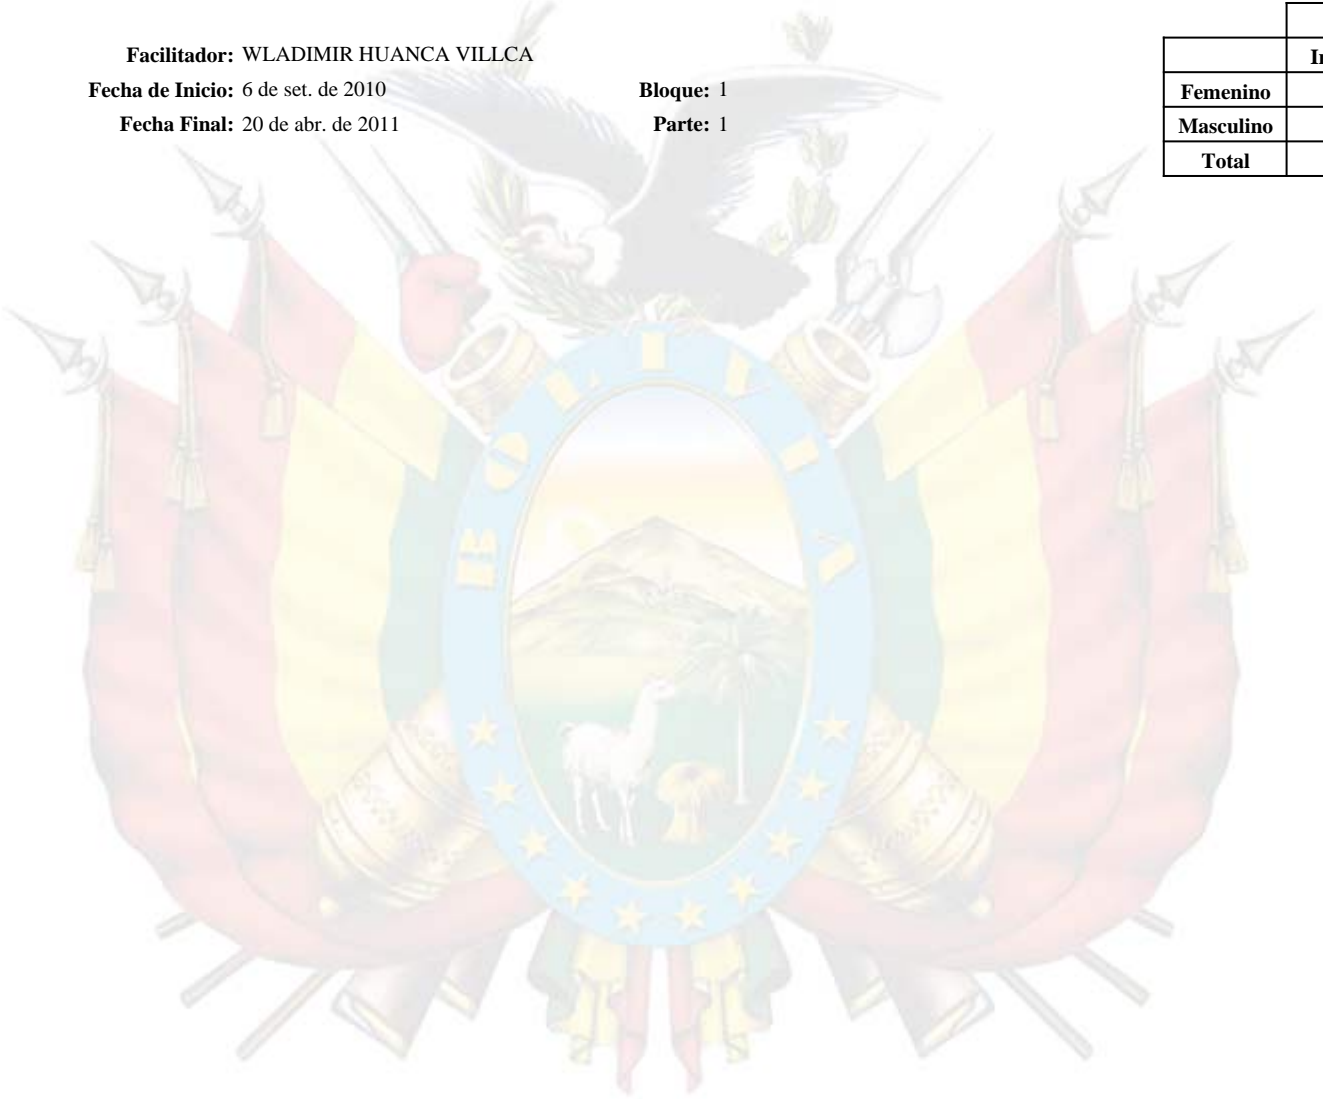 Facilitador: WLADIMIR HUANCA VILLCA
Fecha de Inicio: 6 de set. de 2010 Bloque: 1
Fecha Final: 20 de abr. de 2011 Parte: 1
Femenino
Masculino
Total
BOLIVIA